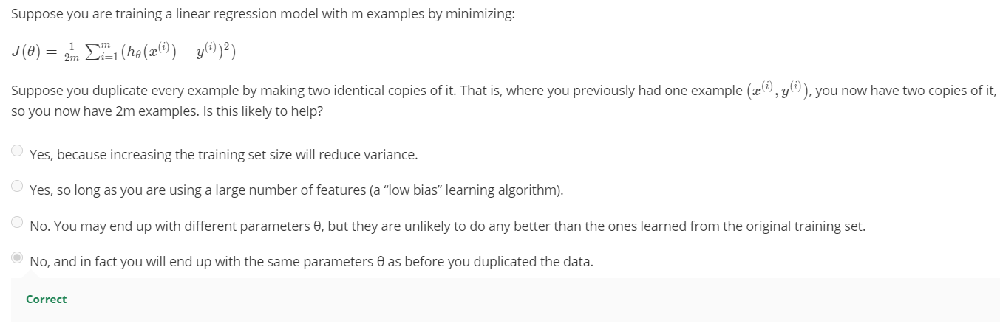 Suppose you are training a linear regression model with m examples by minimizing:
J(θ) = 1/2m ∑ᵢ₌₁ᵐ (hθ(x⁽ⁱ⁾) − y⁽ⁱ⁾)²)
Suppose you duplicate every example by making two identical copies of it. That is, where you previously had one example (x⁽ⁱ⁾, y⁽ⁱ⁾), you now have two copies of it,
so you now have 2m examples. Is this likely to help?
Yes, because increasing the training set size will reduce variance.
Yes, so long as you are using a large number of features (a “low bias” learning algorithm).
No. You may end up with different parameters θ, but they are unlikely to do any better than the ones learned from the original training set.
No, and in fact you will end up with the same parameters θ as before you duplicated the data.
Correct